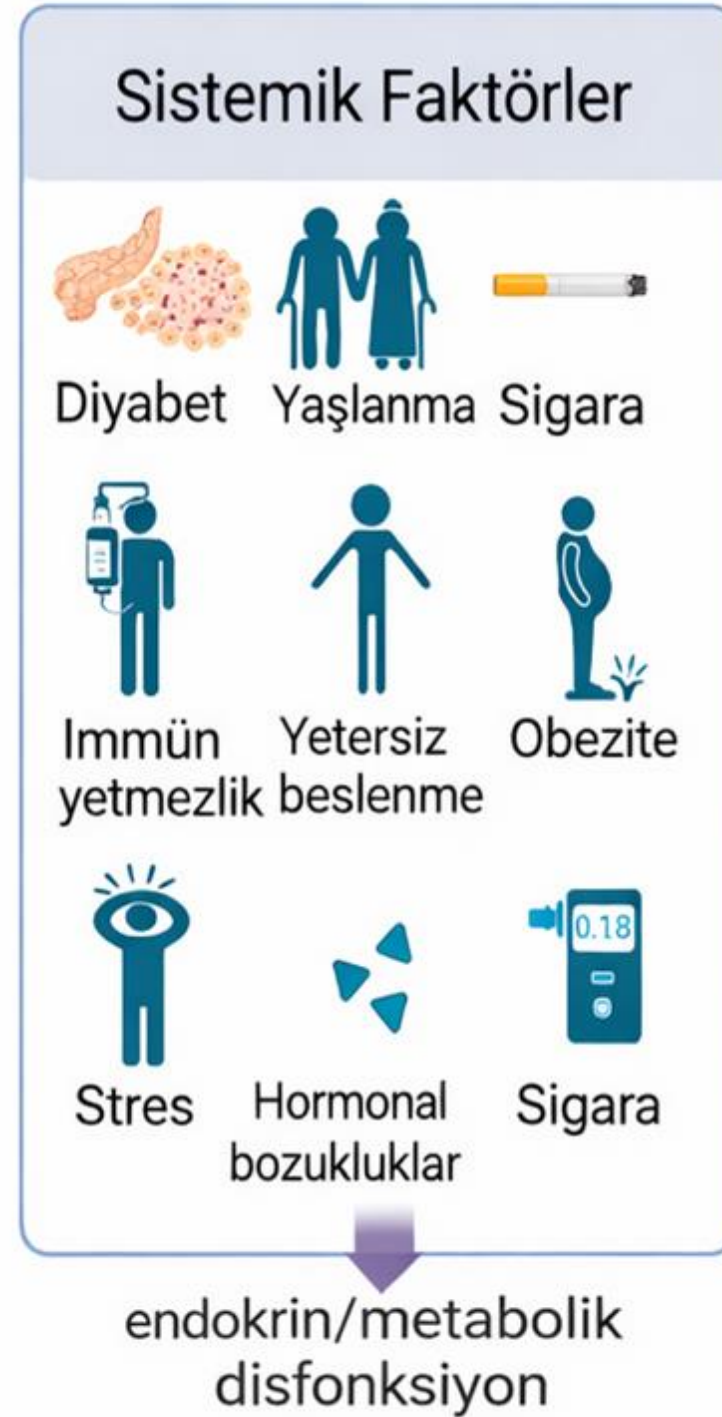 Sistemik Faktörler
Diyabet Yaşlanma Sigara
Immün Yetersiz Obezite
yetmezlik beslenme
0.18
Stres Hormonal Sigara
bozukluklar
endokrin/metabolik
disfonksiyon